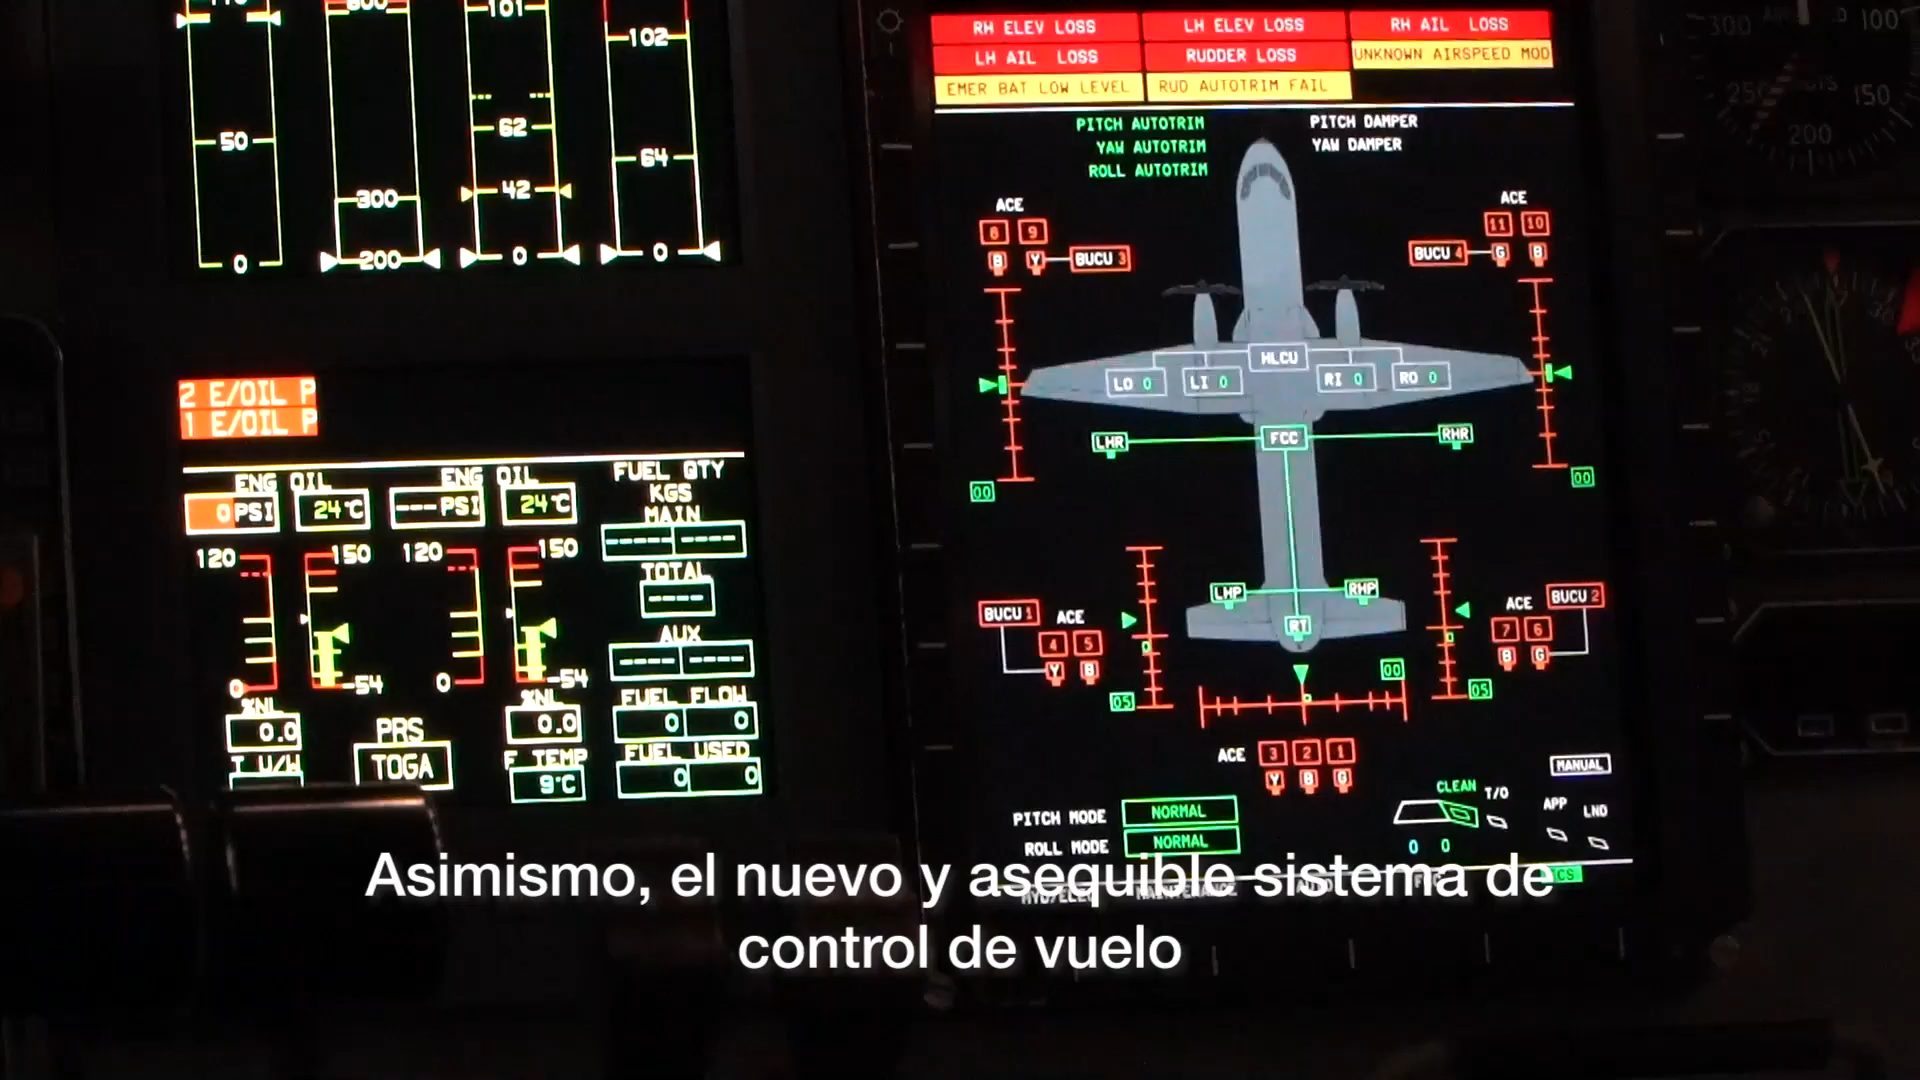 RH ELEV LOSS
LH ELEV LOSS
RH AIL LOSS
LH AIL LOSS
RUDDER LOSS
UNKNOWN AIRSPEED MOD
EMER BAT LOW LEVEL
RUD AUTOTRIM FAIL
PITCH AUTOTRIM
YAW AUTOTRIM
ROLL AUTOTRIM
PITCH DAMPER
YAW DAMPER
101
102
50
62
64
300
42
0
200
0
0
ACE
9
B Y
BUCU 3
ACE
11 10
BUCU 4
G B
HLCU
LO 0
LI 0
RI 0
RO 0
LHR
FCC
RHR
00
00
2 E/OIL P
1 E/OIL P
ENG OIL
ENG OIL
FUEL QTY
KGS
0PSI
24°C
---PSI
24°C
MAIN
---- ----
120
150
120
150
TOTAL
----
AUX
---- ----
0
-54
0
-54
%NL
%NL
0.0
0.0
PRS
TOGA
FUEL FLOW
0 0
F TEMP
9°C
FUEL USED
0 0
LHP
RHP
RT
BUCU 1
ACE
4 5
Y B
05
ACE
BUCU 2
7 6
B G
05
00
ACE
3 2 1
Y B G
MANUAL
CLEAN
T/O
APP
LND
0 0
PITCH MODE
NORMAL
ROLL MODE
NORMAL
300
100
150
200
Asimismo, el nuevo y asequible sistema de
control de vuelo